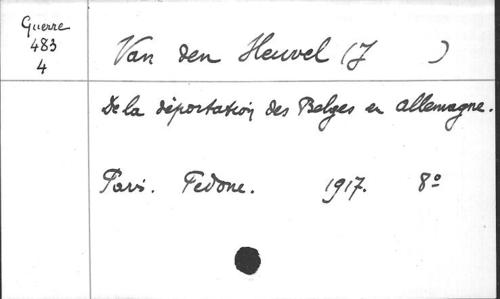 Guerre
483
4
Van den Heuvel (J )
De la déportation des Belges en Allemagne.
Paris. Pedone. 1917. 8°